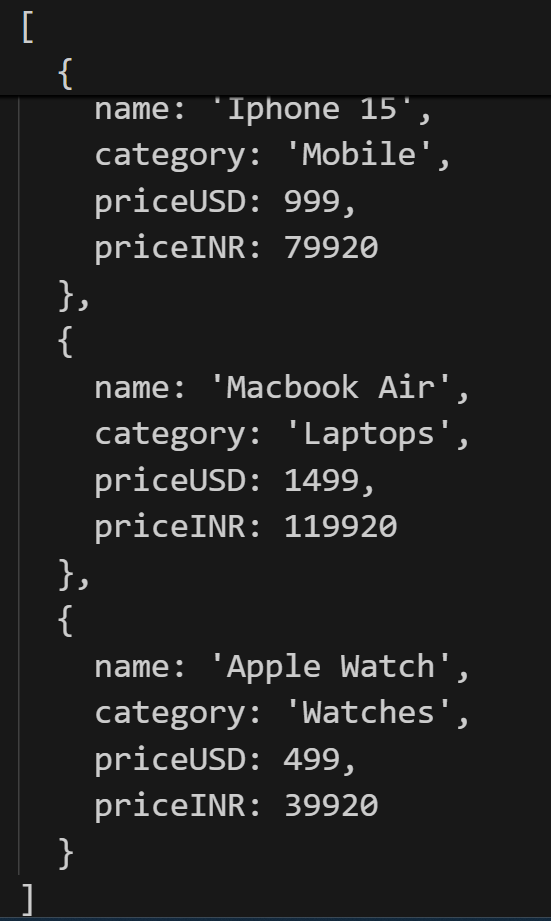 [
  {
    name: 'Iphone 15',
    category: 'Mobile',
    priceUSD: 999,
    priceINR: 79920
  },
  {
    name: 'Macbook Air',
    category: 'Laptops',
    priceUSD: 1499,
    priceINR: 119920
  },
  {
    name: 'Apple Watch',
    category: 'Watches',
    priceUSD: 499,
    priceINR: 39920
  }
]